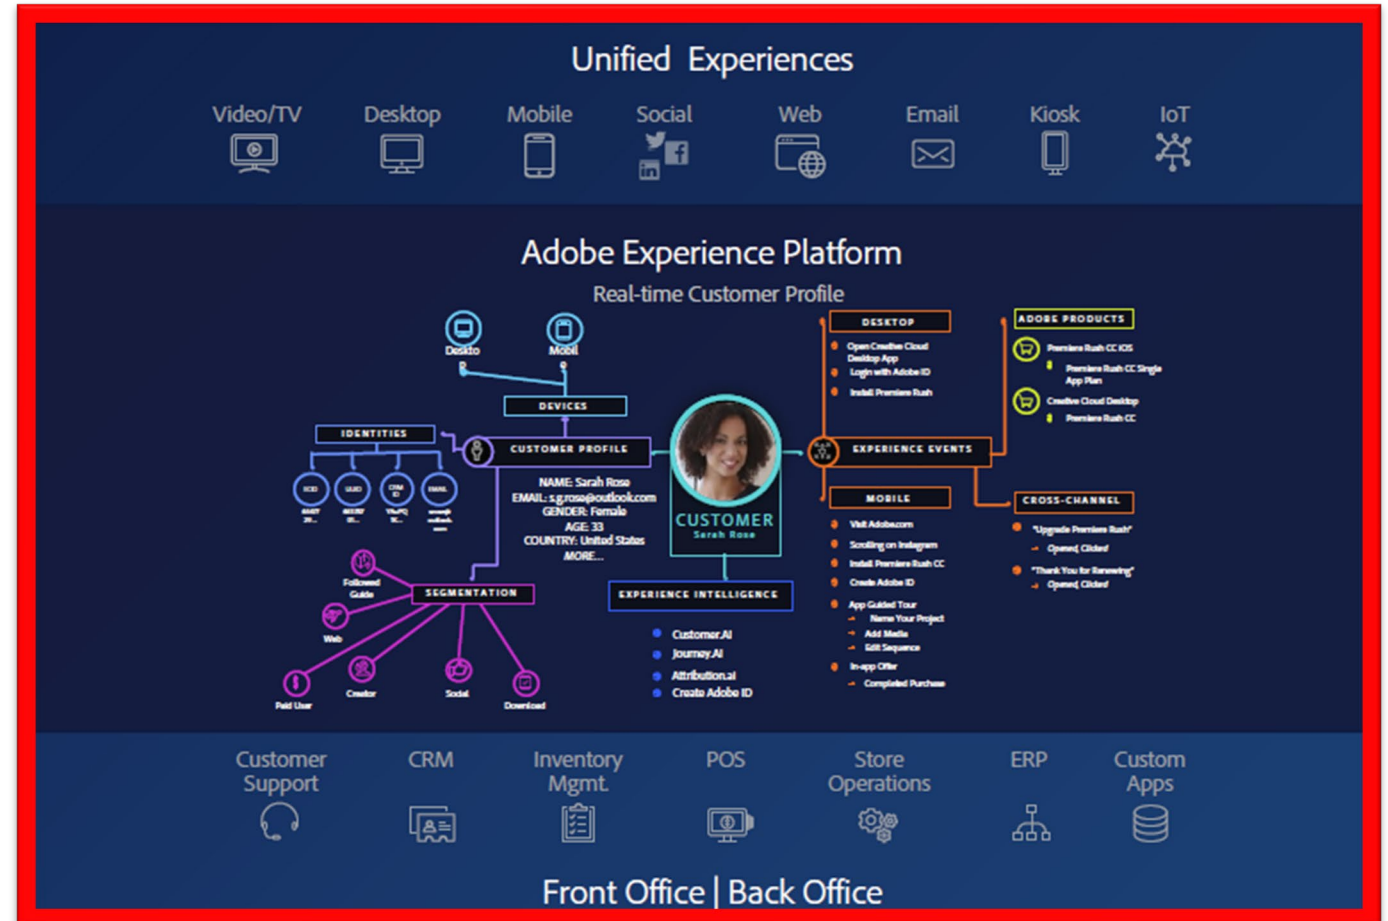 Unified Experiences
Video/TV Desktop Mobile Social Web Email Kiosk IoT
Adobe Experience Platform
Real-time Customer Profile
Deskto
p
Mobil
e
DEVICES
IDENTITIES
ECID
UUID
CRM
ID
EMAIL
CUSTOMER PROFILE
NAME: Sarah Rose
EMAIL: s.g.rose@outlook.com
GENDER: Female
AGE: 33
COUNTRY: United States
MORE...
SEGMENTATION
Followed
Guide
Web
Paid User
Creator
Social
Download
CUSTOMER
Sarah Rose
EXPERIENCE INTELLIGENCE
Customer.AI
Journey.AI
Attribution.ai
Create Adobe ID
DESKTOP
Open Creative Cloud
Desktop App
Login with Adobe ID
Install Premiere Rush
EXPERIENCE EVENTS
MOBILE
Visit Adobe.com
Scrolling on Instagram
Install Premiere Rush CC
Create Adobe ID
App Guided Tour
Name Your Project
Add Media
Edit Sequence
In-app Offer
Completed Purchase
ADOBE PRODUCTS
Premiere Rush CC iOS
Premiere Rush CC Single
App Plan
Creative Cloud Desktop
Premiere Rush CC
CROSS-CHANNEL
"Upgrade Premiere Rush"
Opened, Clicked
"Thank You for Renewing"
Opened, Clicked
Customer
Support
CRM
Inventory
Mgmt.
POS
Store
Operations
ERP
Custom
Apps
Front Office | Back Office